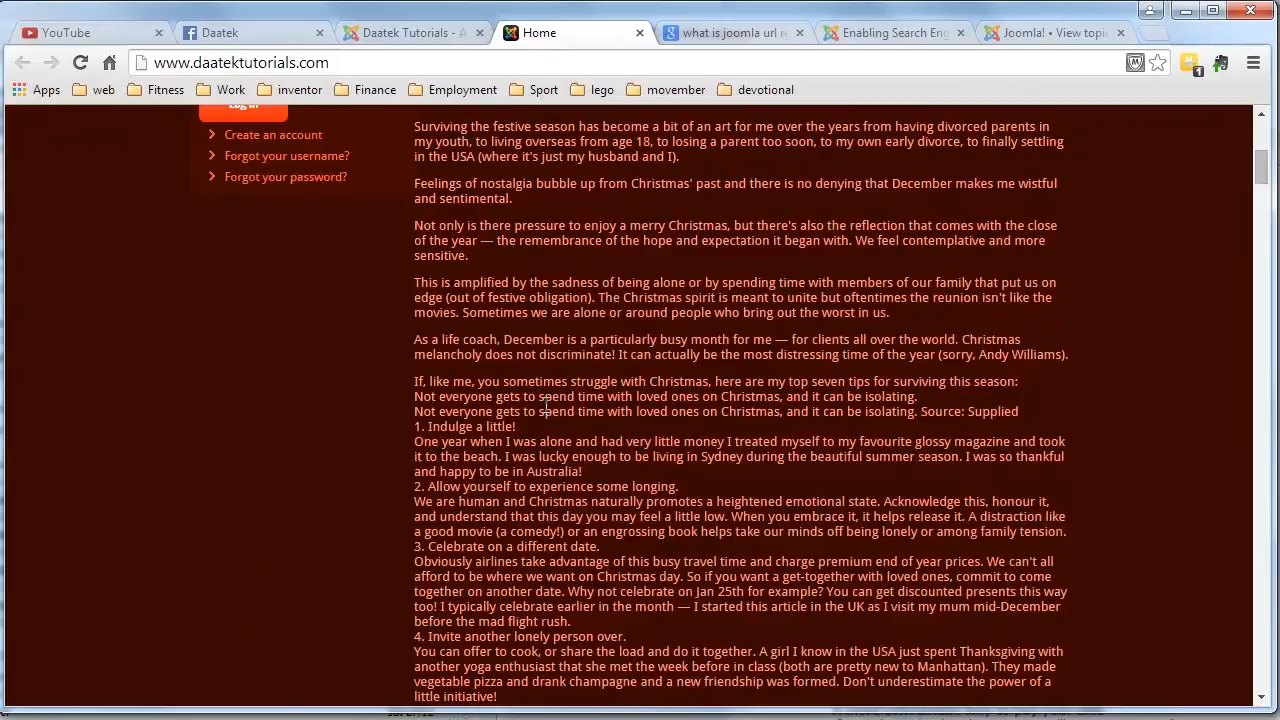 YouTube
Daatek
Daatek Tutorials - A
Home
what is joomla url re
Enabling Search Eng
Joomla! • View topi
www.daatektutorials.com
1
Apps
web
Fitness
Work
inventor
Finance
Employment
Sport
lego
movember
devotional
Log in
Create an account
Forgot your username?
Forgot your password?
Surviving the festive season has become a bit of an art for me over the years from having divorced parents in
my youth, to living overseas from age 18, to losing a parent too soon, to my own early divorce, to finally settling
in the USA (where it's just my husband and I).
Feelings of nostalgia bubble up from Christmas' past and there is no denying that December makes me wistful
and sentimental.
Not only is there pressure to enjoy a merry Christmas, but there's also the reflection that comes with the close
of the year — the remembrance of the hope and expectation it began with. We feel contemplative and more
sensitive.
This is amplified by the sadness of being alone or by spending time with members of our family that put us on
edge (out of festive obligation). The Christmas spirit is meant to unite but oftentimes the reunion isn't like the
movies. Sometimes we are alone or around people who bring out the worst in us.
As a life coach, December is a particularly busy month for me — for clients all over the world. Christmas
melancholy does not discriminate! It can actually be the most distressing time of the year (sorry, Andy Williams).
If, like me, you sometimes struggle with Christmas, here are my top seven tips for surviving this season:
Not everyone gets to spend time with loved ones on Christmas, and it can be isolating.
Not everyone gets to spend time with loved ones on Christmas, and it can be isolating. Source: Supplied
1. Indulge a little!
One year when I was alone and had very little money I treated myself to my favourite glossy magazine and took
it to the beach. I was lucky enough to be living in Sydney during the beautiful summer season. I was so thankful
and happy to be in Australia!
2. Allow yourself to experience some longing.
We are human and Christmas naturally promotes a heightened emotional state. Acknowledge this, honour it,
and understand that this day you may feel a little low. When you embrace it, it helps release it. A distraction like
a good movie (a comedy!) or an engrossing book helps take our minds off being lonely or among family tension.
3. Celebrate on a different date.
Obviously airlines take advantage of this busy travel time and charge premium end of year prices. We can't all
afford to be where we want on Christmas day. So if you want a get-together with loved ones, commit to come
together on another date. Why not celebrate on Jan 25th for example? You can get discounted presents this way
too! I typically celebrate earlier in the month — I started this article in the UK as I visit my mum mid-December
before the mad flight rush.
4. Invite another lonely person over.
You can offer to cook, or share the load and do it together. A girl I know in the USA just spent Thanksgiving with
another yoga enthusiast that she met the week before in class (both are pretty new to Manhattan). They made
vegetable pizza and drank champagne and a new friendship was formed. Don't underestimate the power of a
little initiative!